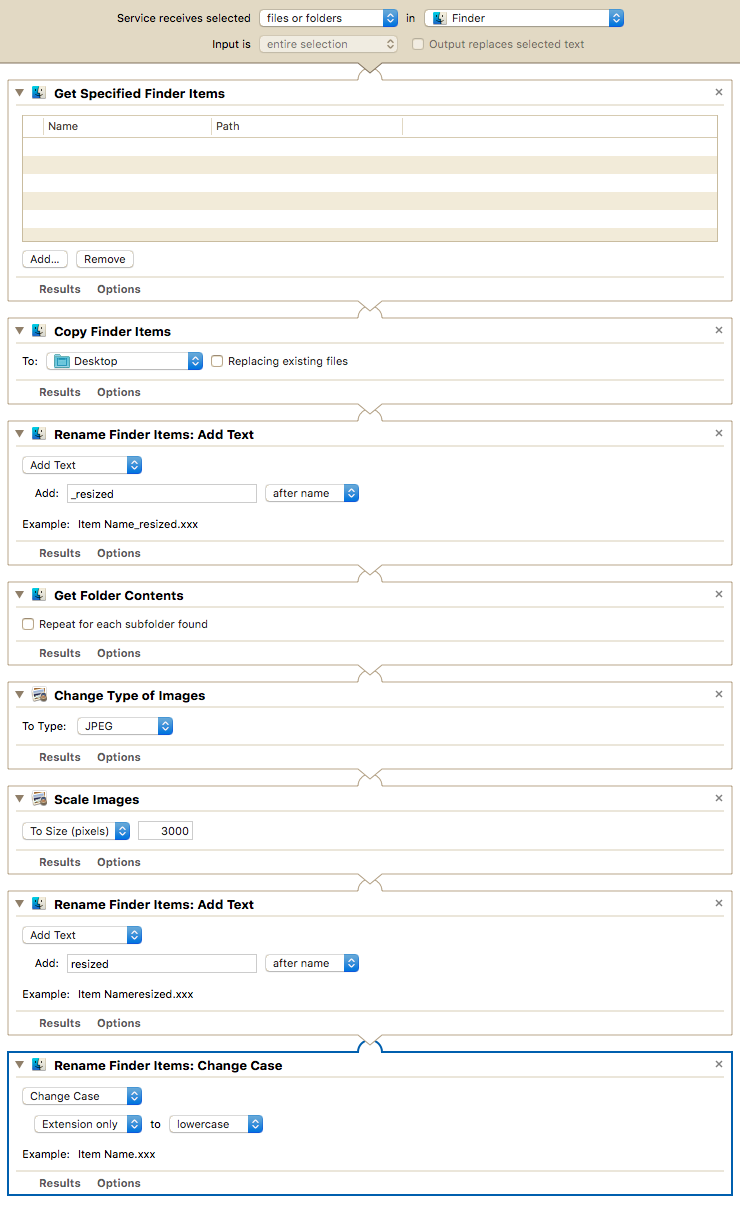 Service receives selected files or folders in Finder
Input is entire selection Output replaces selected text
Get Specified Finder Items
Name Path
Add... Remove
Results Options
Copy Finder Items
To: Desktop Replacing existing files
Results Options
Rename Finder Items: Add Text
Add Text
Add: _resized after name
Example: Item Name_resized.xxx
Results Options
Get Folder Contents
Repeat for each subfolder found
Results Options
Change Type of Images
To Type: JPEG
Results Options
Scale Images
To Size (pixels) 3000
Results Options
Rename Finder Items: Add Text
Add Text
Add: resized after name
Example: Item Nameresized.xxx
Results Options
Rename Finder Items: Change Case
Change Case
Extension only to lowercase
Example: Item Name.xxx
Results Options